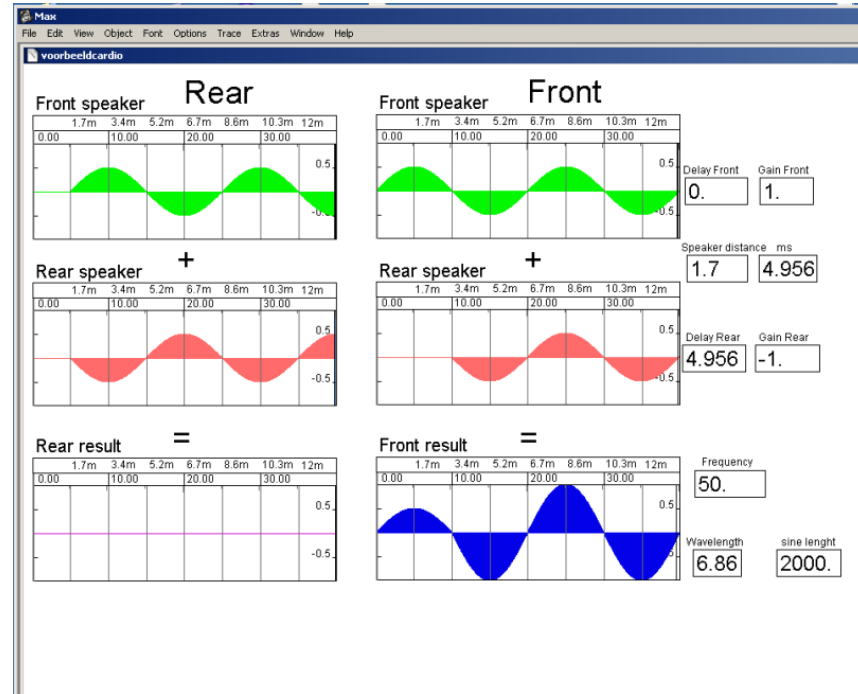 Max
File Edit View Object Font Options Trace Extras Window Help
voorbeeldcardio
Rear
Front speaker
1.7m 3.4m 5.2m 6.7m 8.6m 10.3m 12m
0.00 10.00 20.00 30.00
0.5
-0.5
+
Rear speaker
1.7m 3.4m 5.2m 6.7m 8.6m 10.3m 12m
0.00 10.00 20.00 30.00
0.5
-0.5
=
Rear result
1.7m 3.4m 5.2m 6.7m 8.6m 10.3m 12m
0.00 10.00 20.00 30.00
0.5
-0.5
Front
Front speaker
1.7m 3.4m 5.2m 6.7m 8.6m 10.3m 12m
0.00 10.00 20.00 30.00
0.5
-0.5
+
Rear speaker
1.7m 3.4m 5.2m 6.7m 8.6m 10.3m 12m
0.00 10.00 20.00 30.00
0.5
-0.5
=
Front result
1.7m 3.4m 5.2m 6.7m 8.6m 10.3m 12m
0.00 10.00 20.00 30.00
0.5
Delay Front Gain Front
0. 1.
Speaker distance ms
1.7 4.956
Delay Rear Gain Rear
4.956 -1.
Frequency
50.
Wavelength sine lenght
6.86 2000.